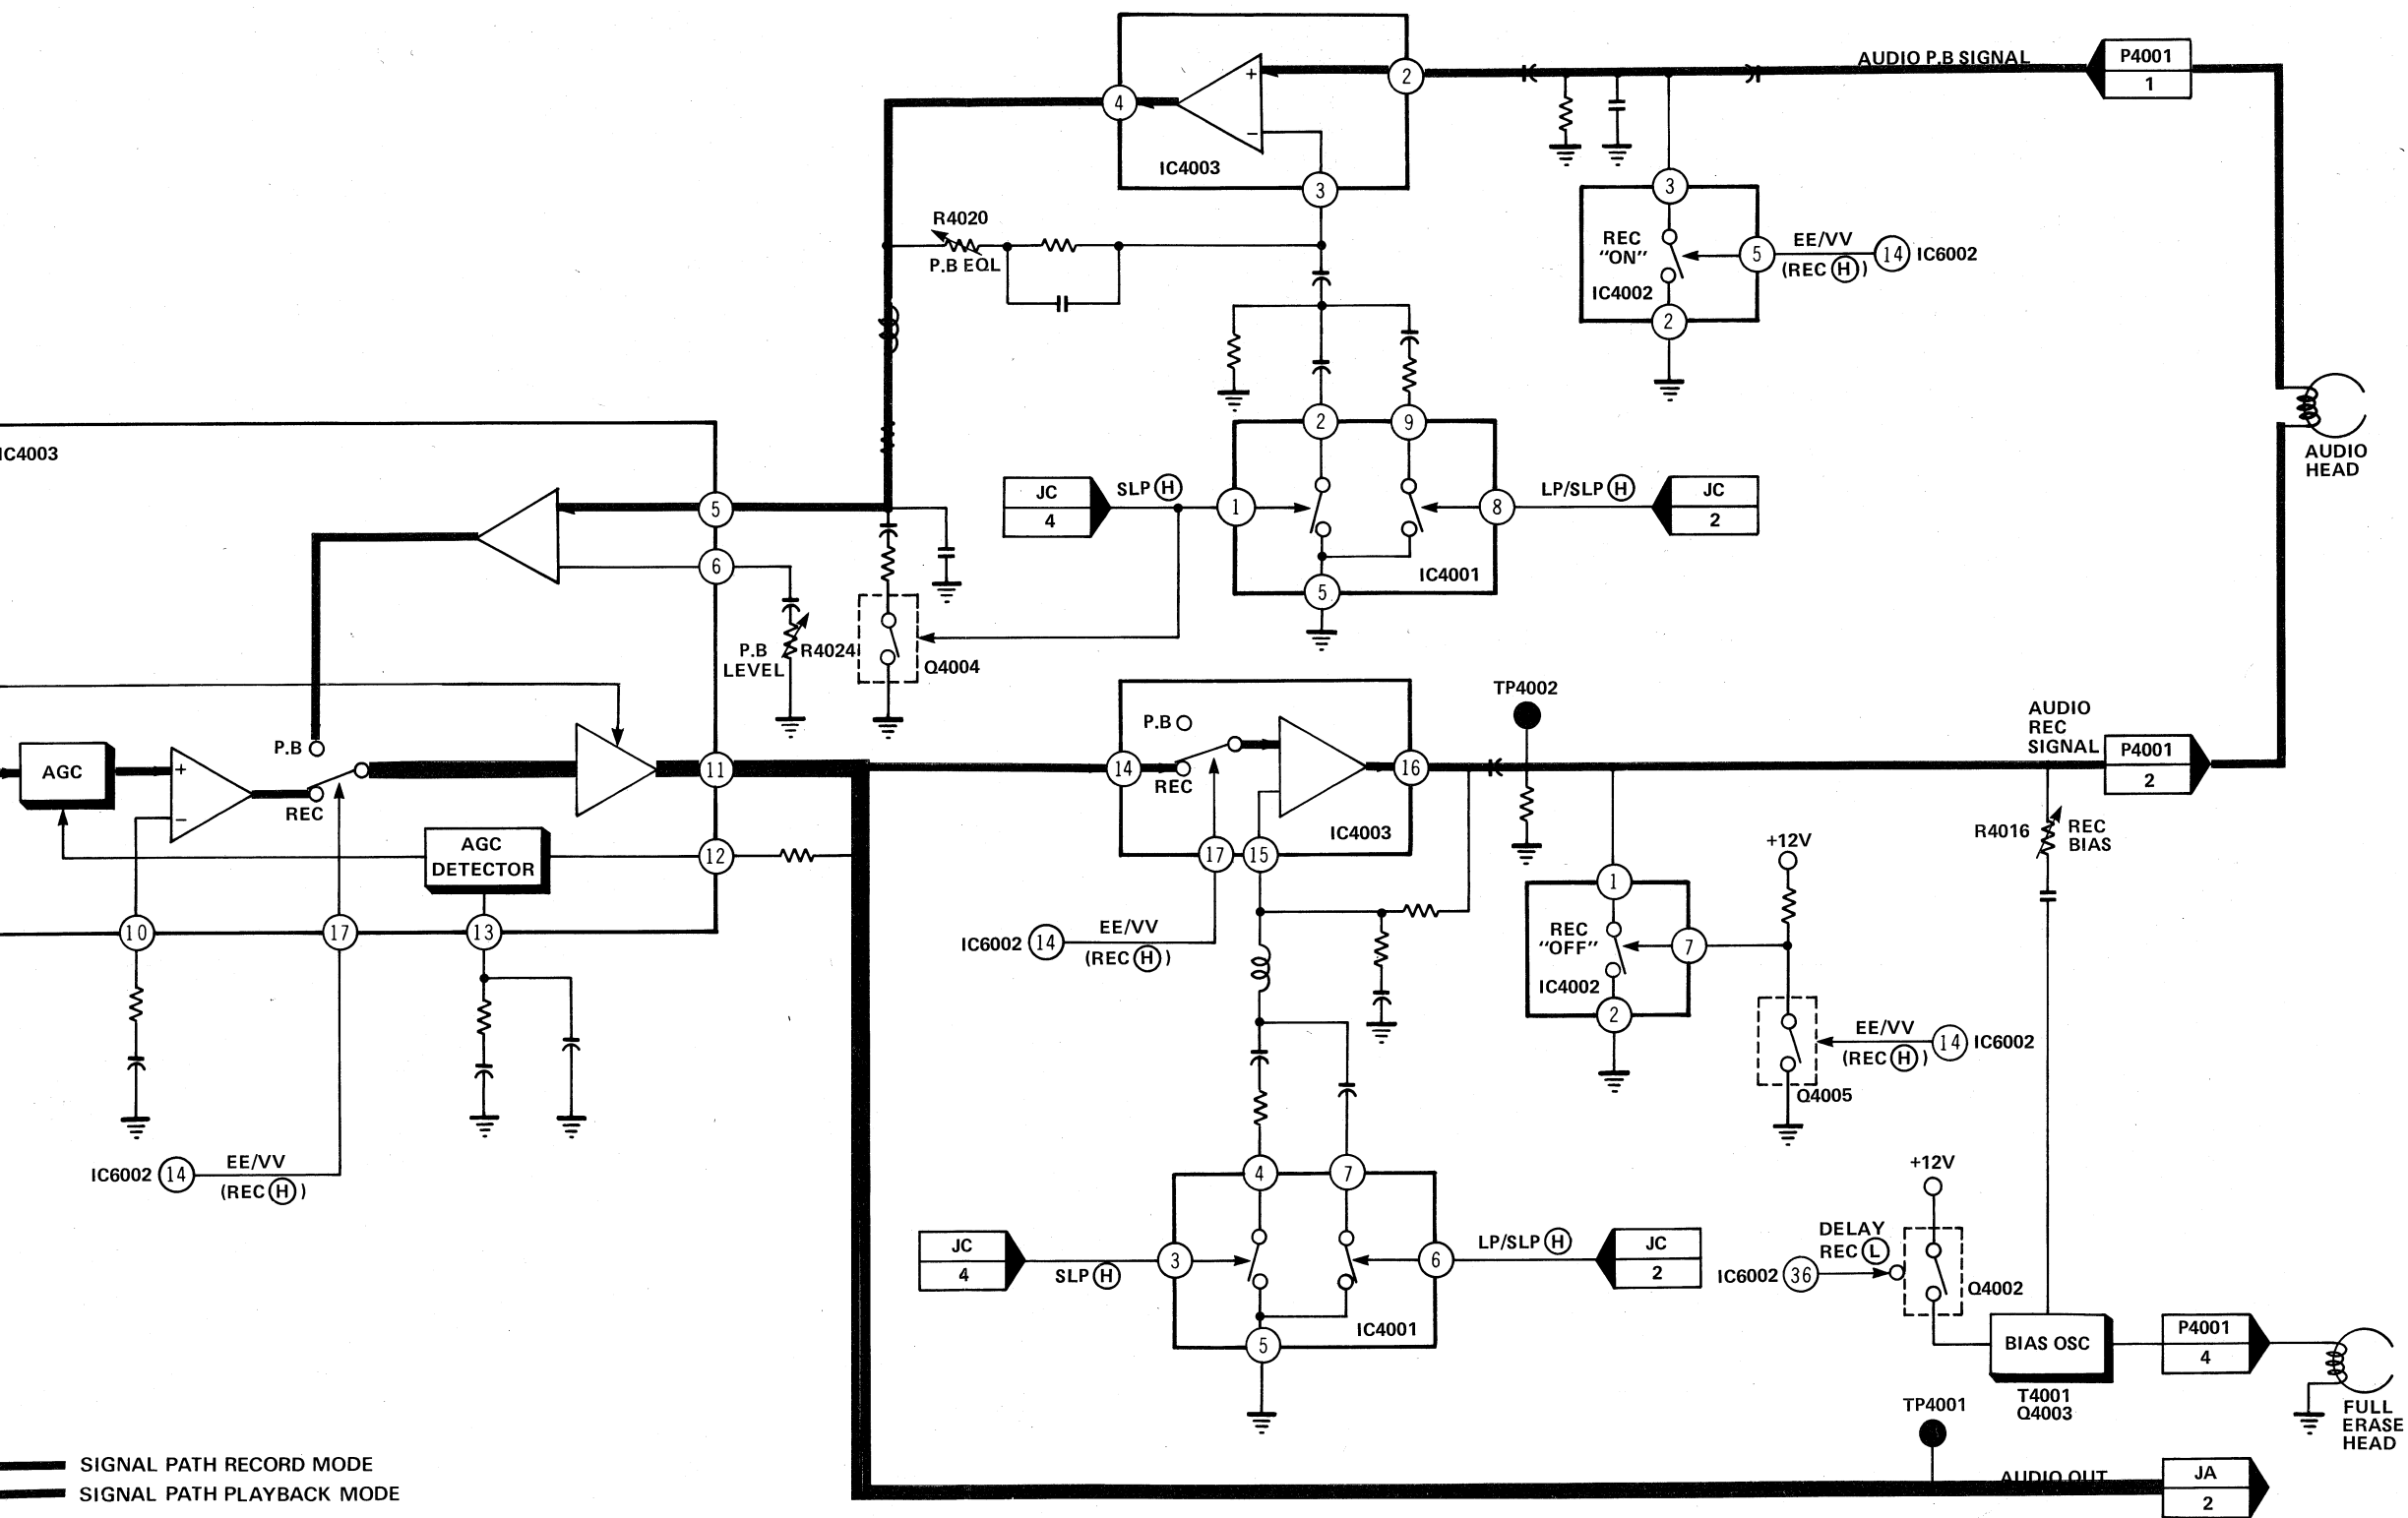 AUDIO P.B SIGNAL
P4001
1
+
−
2
4
IC4003
3
R4020
P.B EQL
3
REC
"ON"
IC4002
5
EE/VV
(REC H)
14
IC6002
2
AUDIO
HEAD
IC4003
5
6
P.B
LEVEL
R4024
Q4004
JC
4
SLP H
1
2
9
8
LP/SLP H
JC
2
IC4001
5
AGC
+
−
P.B
REC
11
AGC
DETECTOR
12
10
17
13
IC6002
14
EE/VV
(REC H)
P.B
14
REC
16
IC4003
17
15
IC6002
14
EE/VV
(REC H)
TP4002
AUDIO
REC
SIGNAL
P4001
2
R4016
REC
BIAS
+12V
1
REC
"OFF"
IC4002
7
2
EE/VV
(REC H)
14
IC6002
Q4005
4
7
JC
4
SLP H
3
6
LP/SLP H
JC
2
IC4001
5
+12V
DELAY
REC L
IC6002
36
Q4002
BIAS OSC
T4001
Q4003
P4001
4
FULL
ERASE
HEAD
TP4001
AUDIO OUT
JA
2
SIGNAL PATH RECORD MODE
SIGNAL PATH PLAYBACK MODE